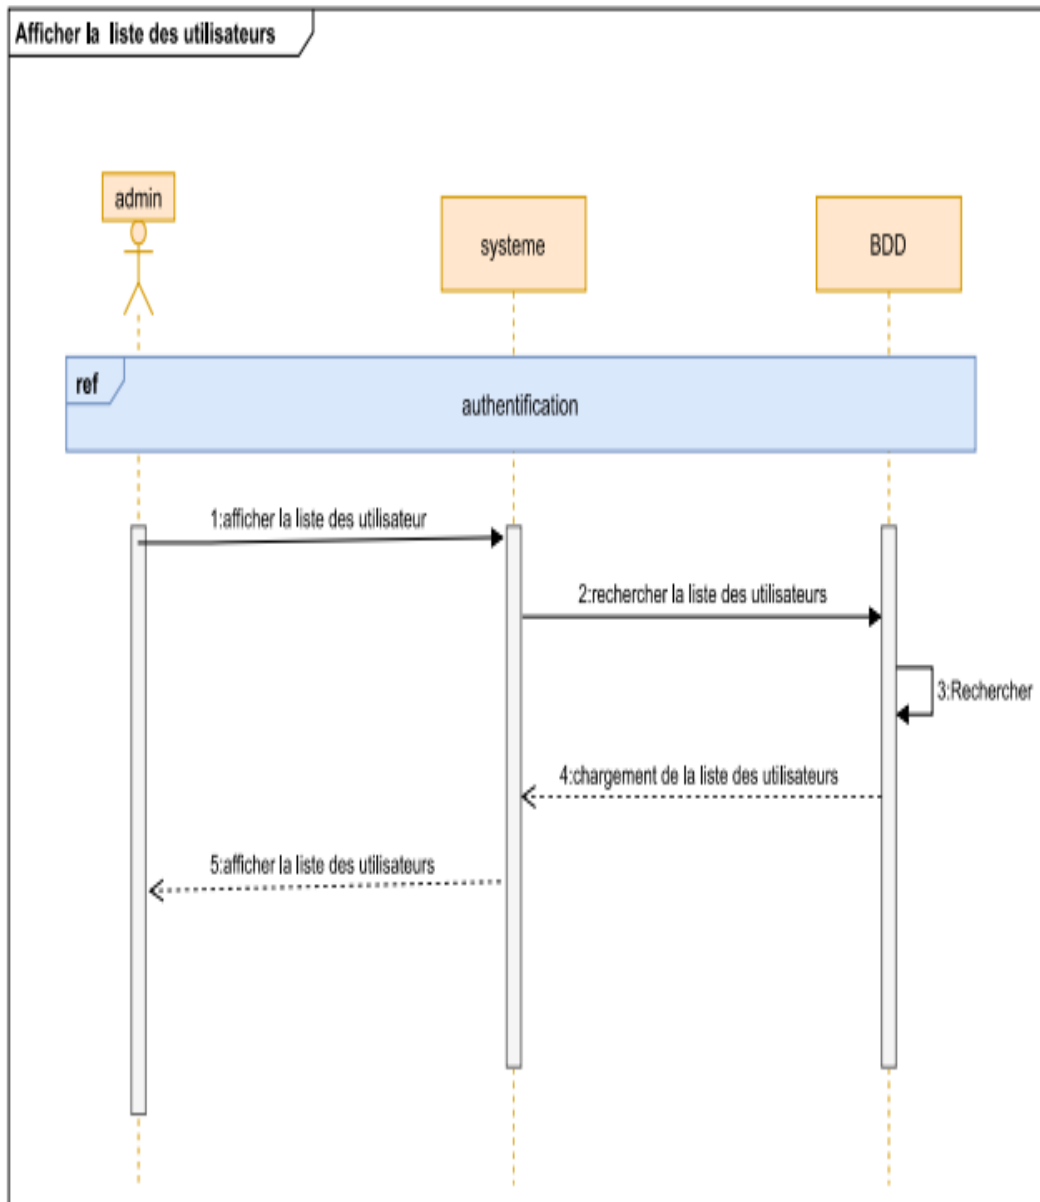 Afficher la liste des utilisateurs
admin
systeme
BDD
ref
authentification
1:afficher la liste des utilisateur
2:rechercher la liste des utilisateurs
3:Rechercher
4:chargement de la liste des utilisateurs
5:afficher la liste des utilisateurs